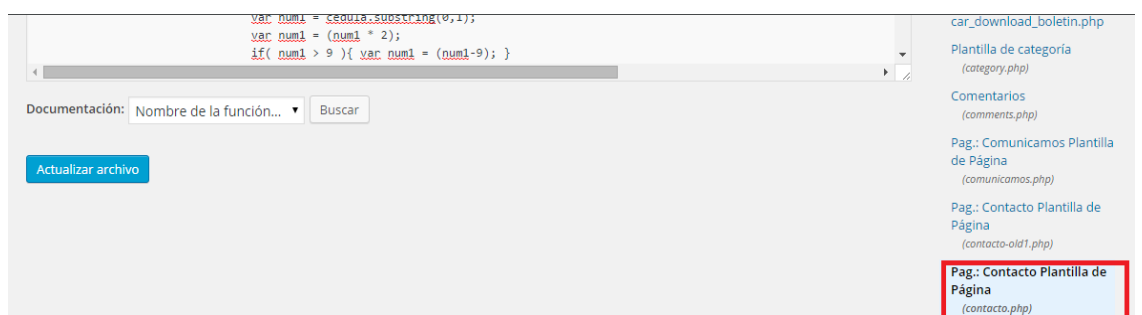 var num1 = cedula.substring(0,1);
var num1 = (num1 * 2);
if( num1 > 9 ){ var num1 = (num1-9); }
Documentación: Nombre de la función... Buscar
Actualizar archivo
car_download_boletin.php
Plantilla de categoría
(category.php)
Comentarios
(comments.php)
Pag.: Comunicamos Plantilla
de Página
(comunicamos.php)
Pag.: Contacto Plantilla de
Página
(contacto-old1.php)
Pag.: Contacto Plantilla de
Página
(contacto.php)